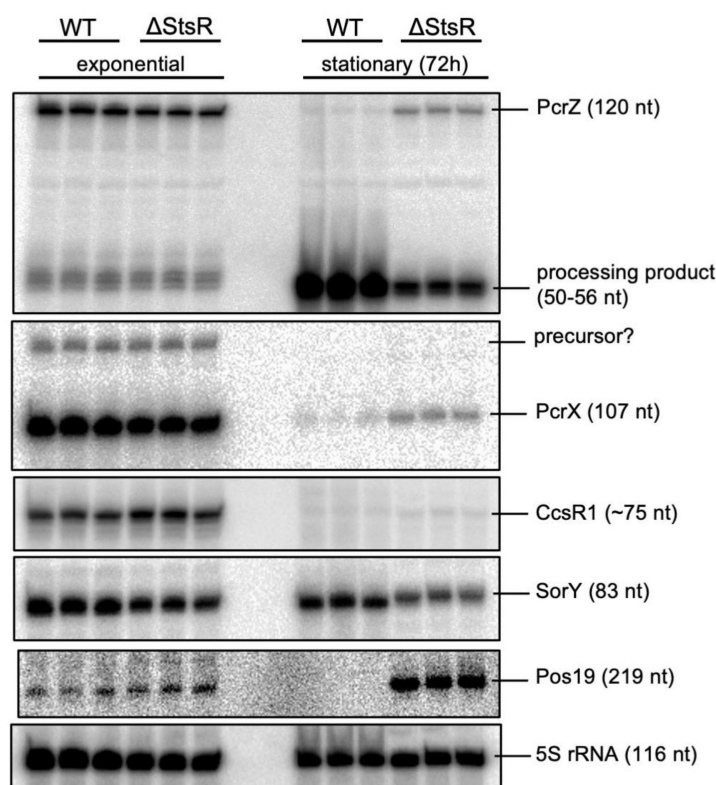 WT ΔStsR WT ΔStsR
exponential stationary (72h)
PcrZ (120 nt)
processing product
(50-56 nt)
precursor?
PcrX (107 nt)
CcsR1 (~75 nt)
SorY (83 nt)
Pos19 (219 nt)
5S rRNA (116 nt)